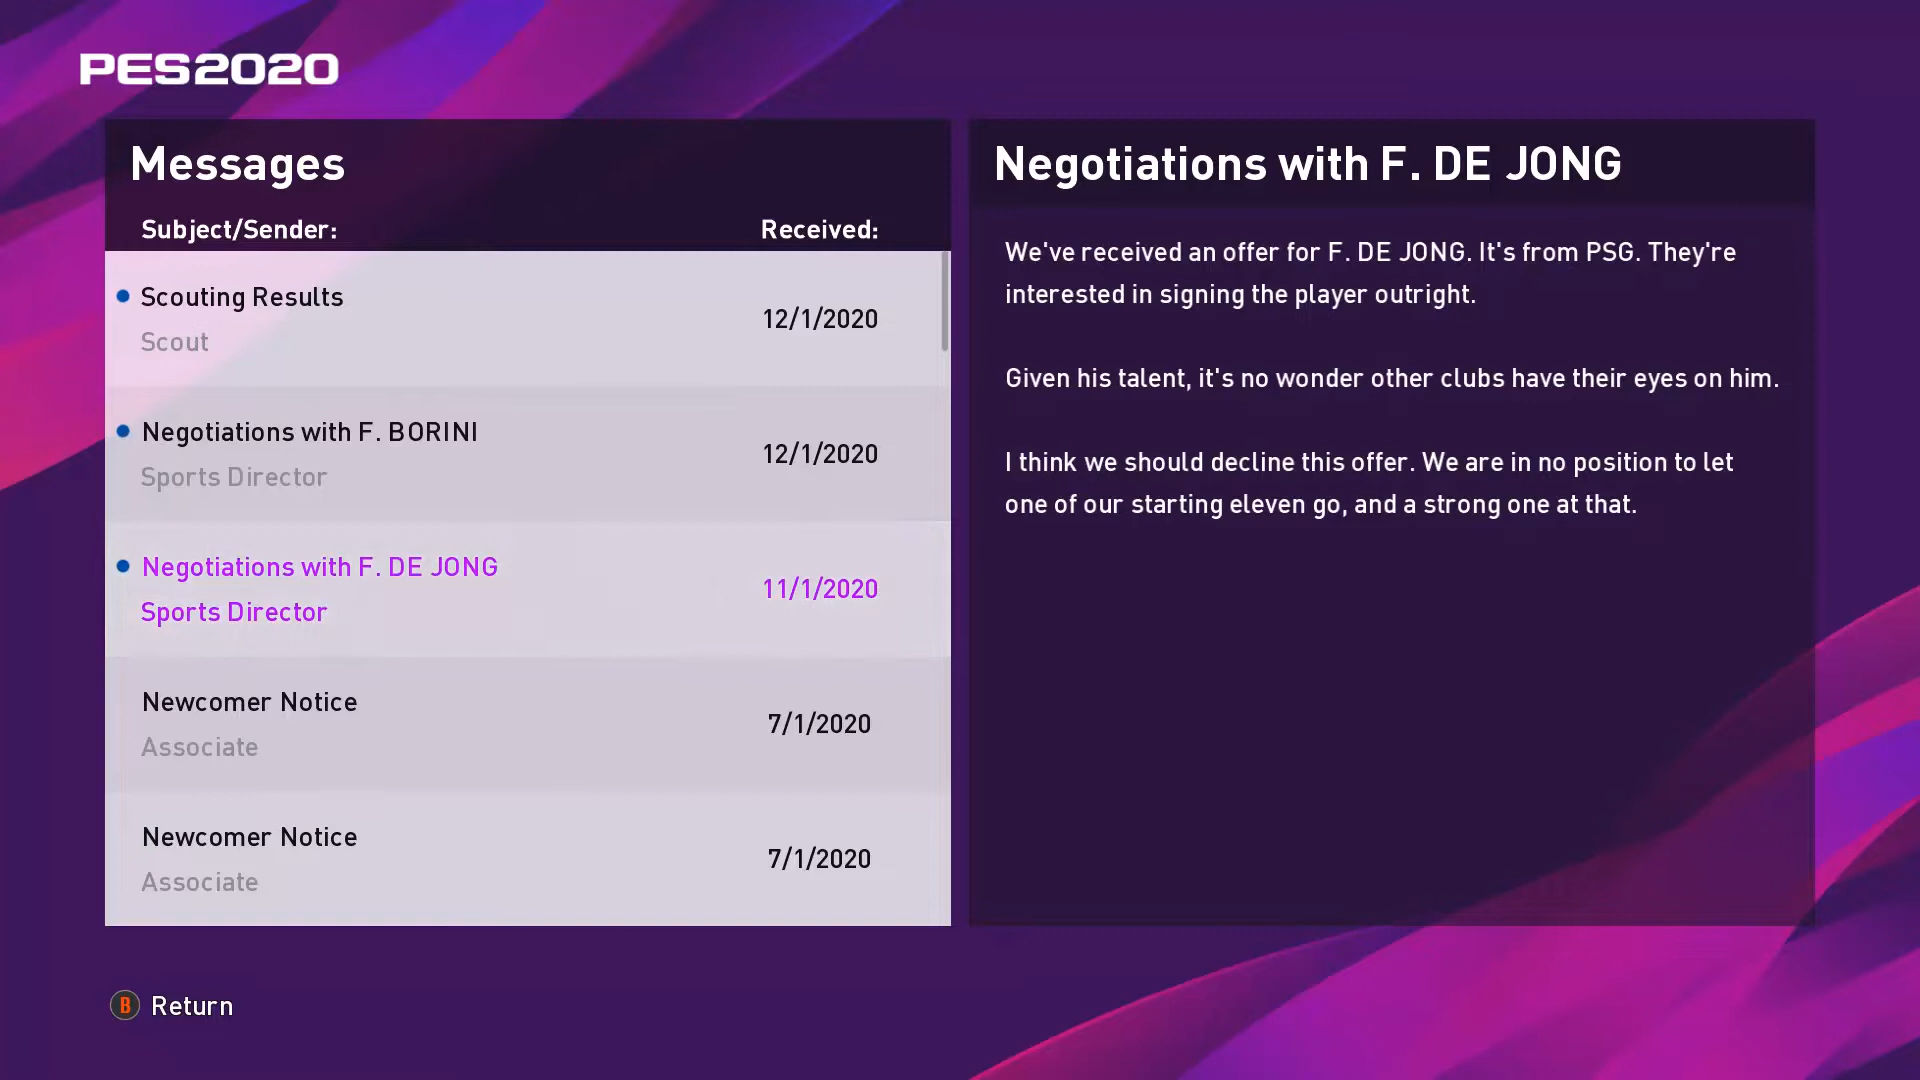 PES2020
Messages
Subject/Sender:
Received:
Scouting Results
Scout
12/1/2020
Negotiations with F. BORINI
Sports Director
12/1/2020
Negotiations with F. DE JONG
Sports Director
11/1/2020
Newcomer Notice
Associate
7/1/2020
Newcomer Notice
Associate
7/1/2020
Negotiations with F. DE JONG
We've received an offer for F. DE JONG. It's from PSG. They're
interested in signing the player outright.
Given his talent, it's no wonder other clubs have their eyes on him.
I think we should decline this offer. We are in no position to let
one of our starting eleven go, and a strong one at that.
B Return